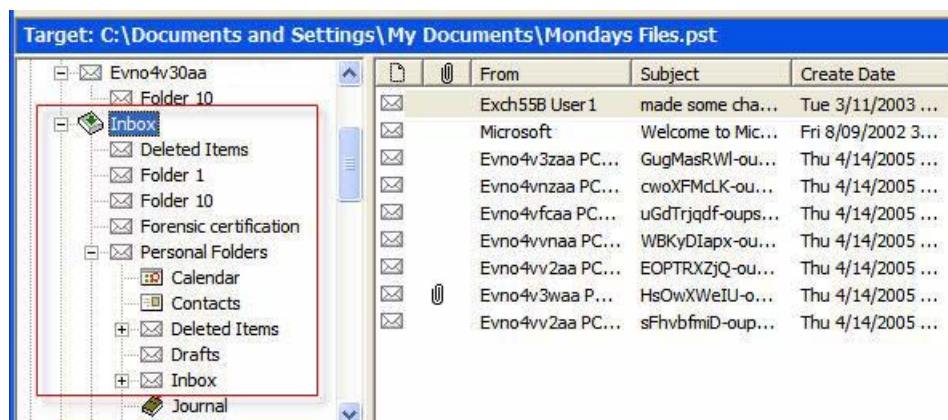 Target: C:\Documents and Settings\My Documents\Mondays Files.pst
Evno4v30aa
Folder 10
Inbox
Deleted Items
Folder 1
Folder 10
Forensic certification
Personal Folders
Calendar
Contacts
Deleted Items
Drafts
Inbox
Journal
From Subject Create Date
Exch55B User1 made some cha... Tue 3/11/2003 ...
Microsoft Welcome to Mic... Fri 8/09/2002 3...
Evno4v3zaa PC... GugMasRWl-ou... Thu 4/14/2005 ...
Evno4vnzaa PC... cwoXFMcLK-ou... Thu 4/14/2005 ...
Evno4vfcaa PC... uGdTrjqdf-oups... Thu 4/14/2005 ...
Evno4vvnaa PC... WBKyDIapx-ou... Thu 4/14/2005 ...
Evno4vv2aa PC... EOPTRXZjQ-ou... Thu 4/14/2005 ...
Evno4v3waa P... HsOwXWeIU-o... Thu 4/14/2005 ...
Evno4vv2aa PC... sFhvbfmiD-oup... Thu 4/14/2005 ...